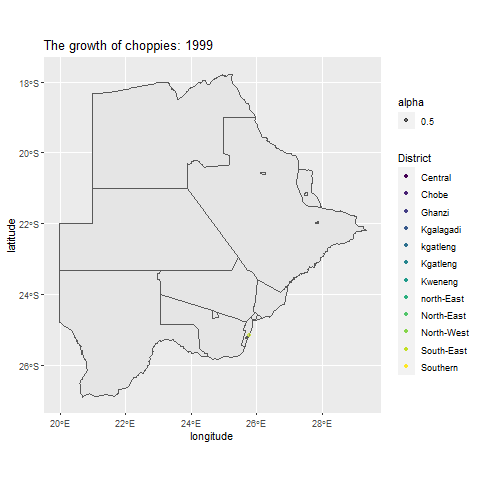 The growth of choppies: 1999
18°S
20°S
22°S
24°S
26°S
latitude
20°E
22°E
24°E
26°E
28°E
longitude
alpha
0.5
District
Central
Chobe
Ghanzi
Kgalagadi
kgatleng
Kgatleng
Kweneng
north-East
North-East
North-West
South-East
Southern